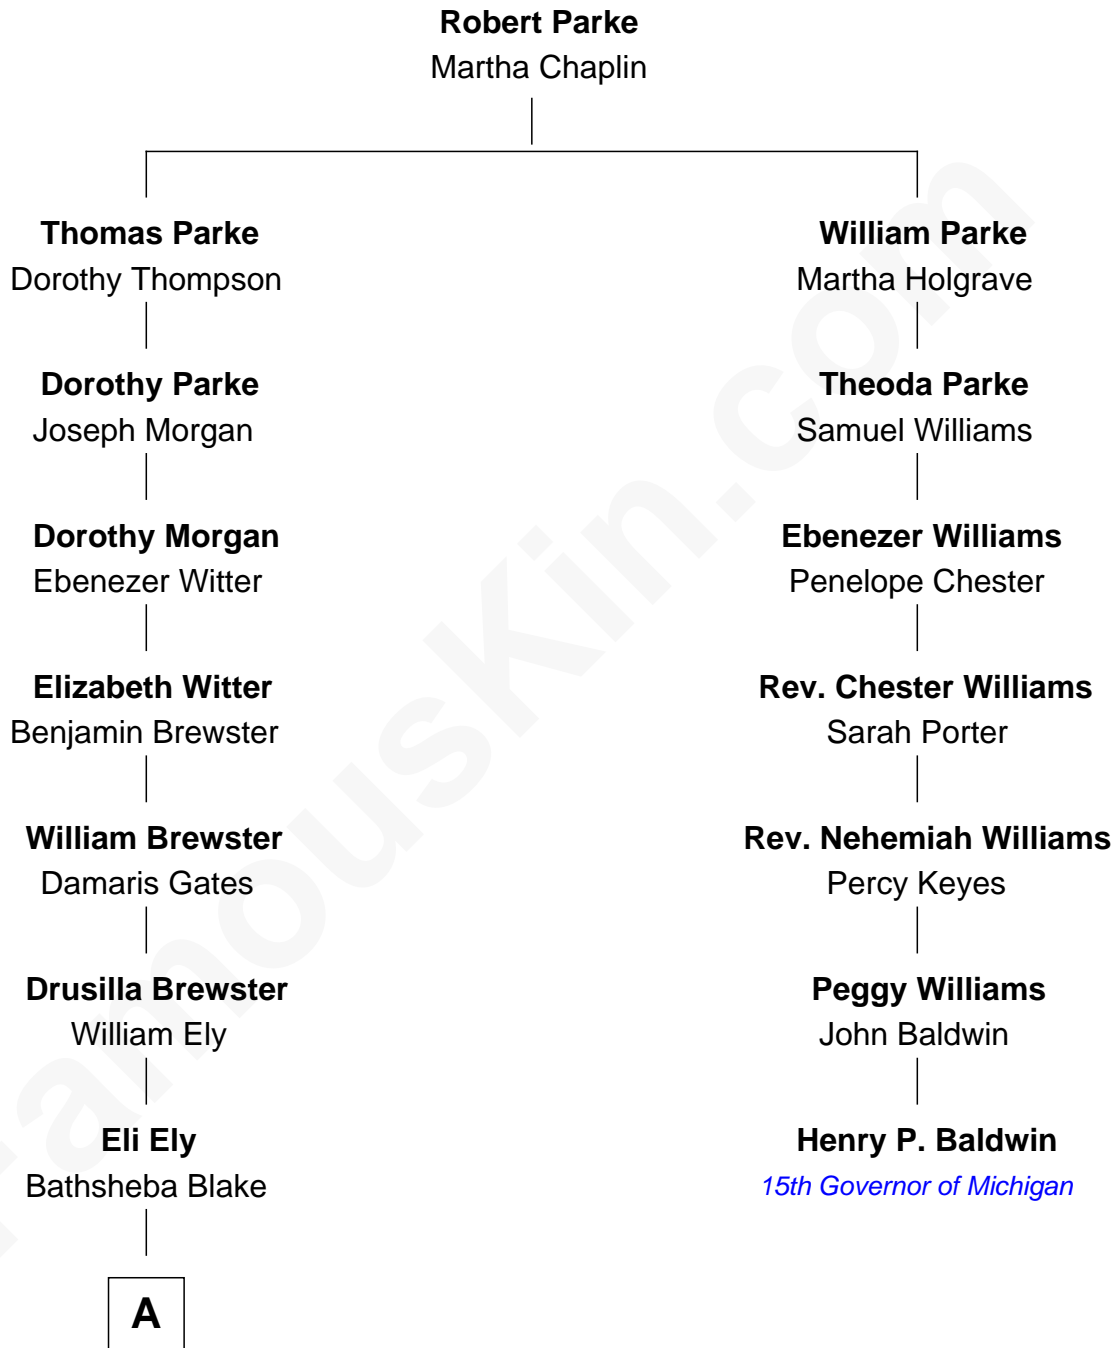 Robert Parke
Martha Chaplin
Thomas Parke
Dorothy Thompson
William Parke
Martha Holgrave
Dorothy Parke
Joseph Morgan
Theoda Parke
Samuel Williams
Dorothy Morgan
Ebenezer Witter
Ebenezer Williams
Penelope Chester
Elizabeth Witter
Benjamin Brewster
Rev. Chester Williams
Sarah Porter
William Brewster
Damaris Gates
Rev. Nehemiah Williams
Percy Keyes
Drusilla Brewster
William Ely
Peggy Williams
John Baldwin
Eli Ely
Bathsheba Blake
Henry P. Baldwin
15th Governor of Michigan
A
FamousKin.com